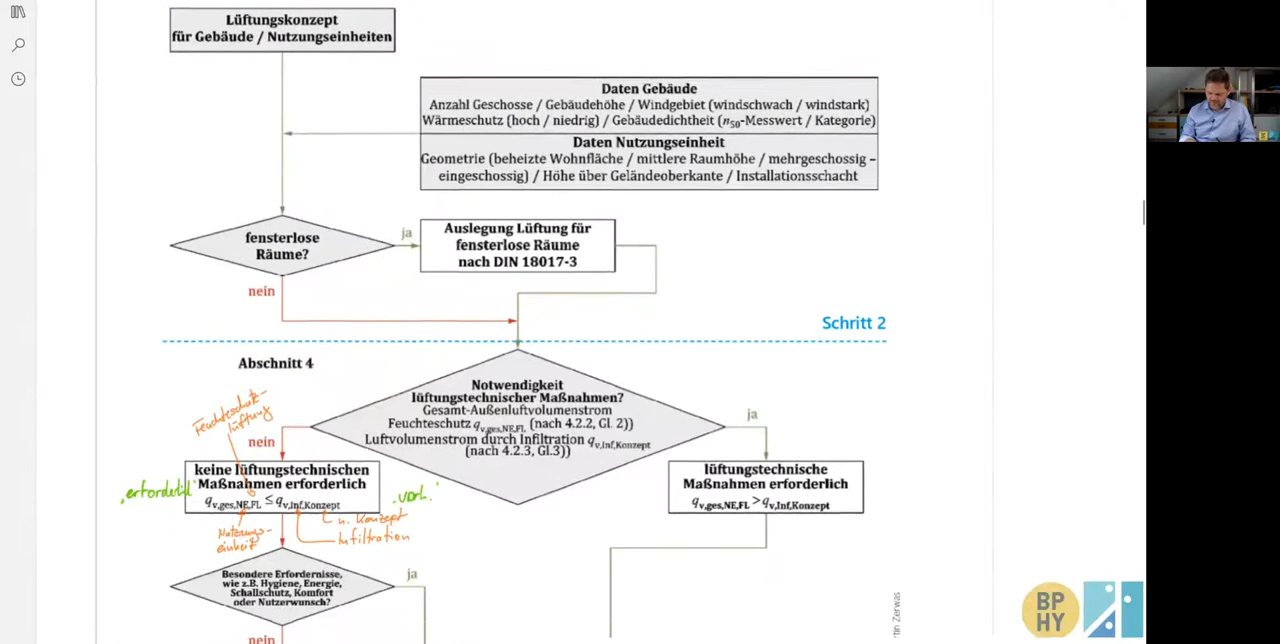 Lüftungskonzept
für Gebäude / Nutzungseinheiten
Daten Gebäude
Anzahl Geschosse / Gebäudehöhe / Windgebiet (windschwach / windstark)
Wärmeschutz (hoch / niedrig) / Gebäudedichtheit (n50-Messwert / Kategorie)
Daten Nutzungseinheit
Geometrie (beheizte Wohnfläche / mittlere Raumhöhe / mehrgeschossig –
eingeschossig) / Höhe über Geländeoberkante / Installationsschacht
fensterlose
Räume?
ja
Auslegung Lüftung für
fensterlose Räume
nach DIN 18017-3
nein
Schritt 2
Abschnitt 4
Notwendigkeit
lüftungstechnischer Maßnahmen?
Gesamt-Außenluftvolumenstrom
Feuchteschutz qv,ges,NE,FL (nach 4.2.2, Gl. 2))
Luftvolumenstrom durch Infiltration qv,Inf,Konzept
(nach 4.2.3, Gl.3))
Feuchteschutz-
lüftung
nein
ja
keine lüftungstechnischen
Maßnahmen erforderlich
qv,ges,NE,FL ≤ qv,Inf,Konzept
"erforderlich"
"vorh."
n. Konzept
Infiltration
Nutzungs-
einheit
lüftungstechnische
Maßnahmen erforderlich
qv,ges,NE,FL > qv,Inf,Konzept
Besondere Erfordernisse,
wie z.B. Hygiene, Energie,
Schallschutz, Komfort
oder Nutzerwunsch?
ja
nein
rtin Zerwas
BP
HY